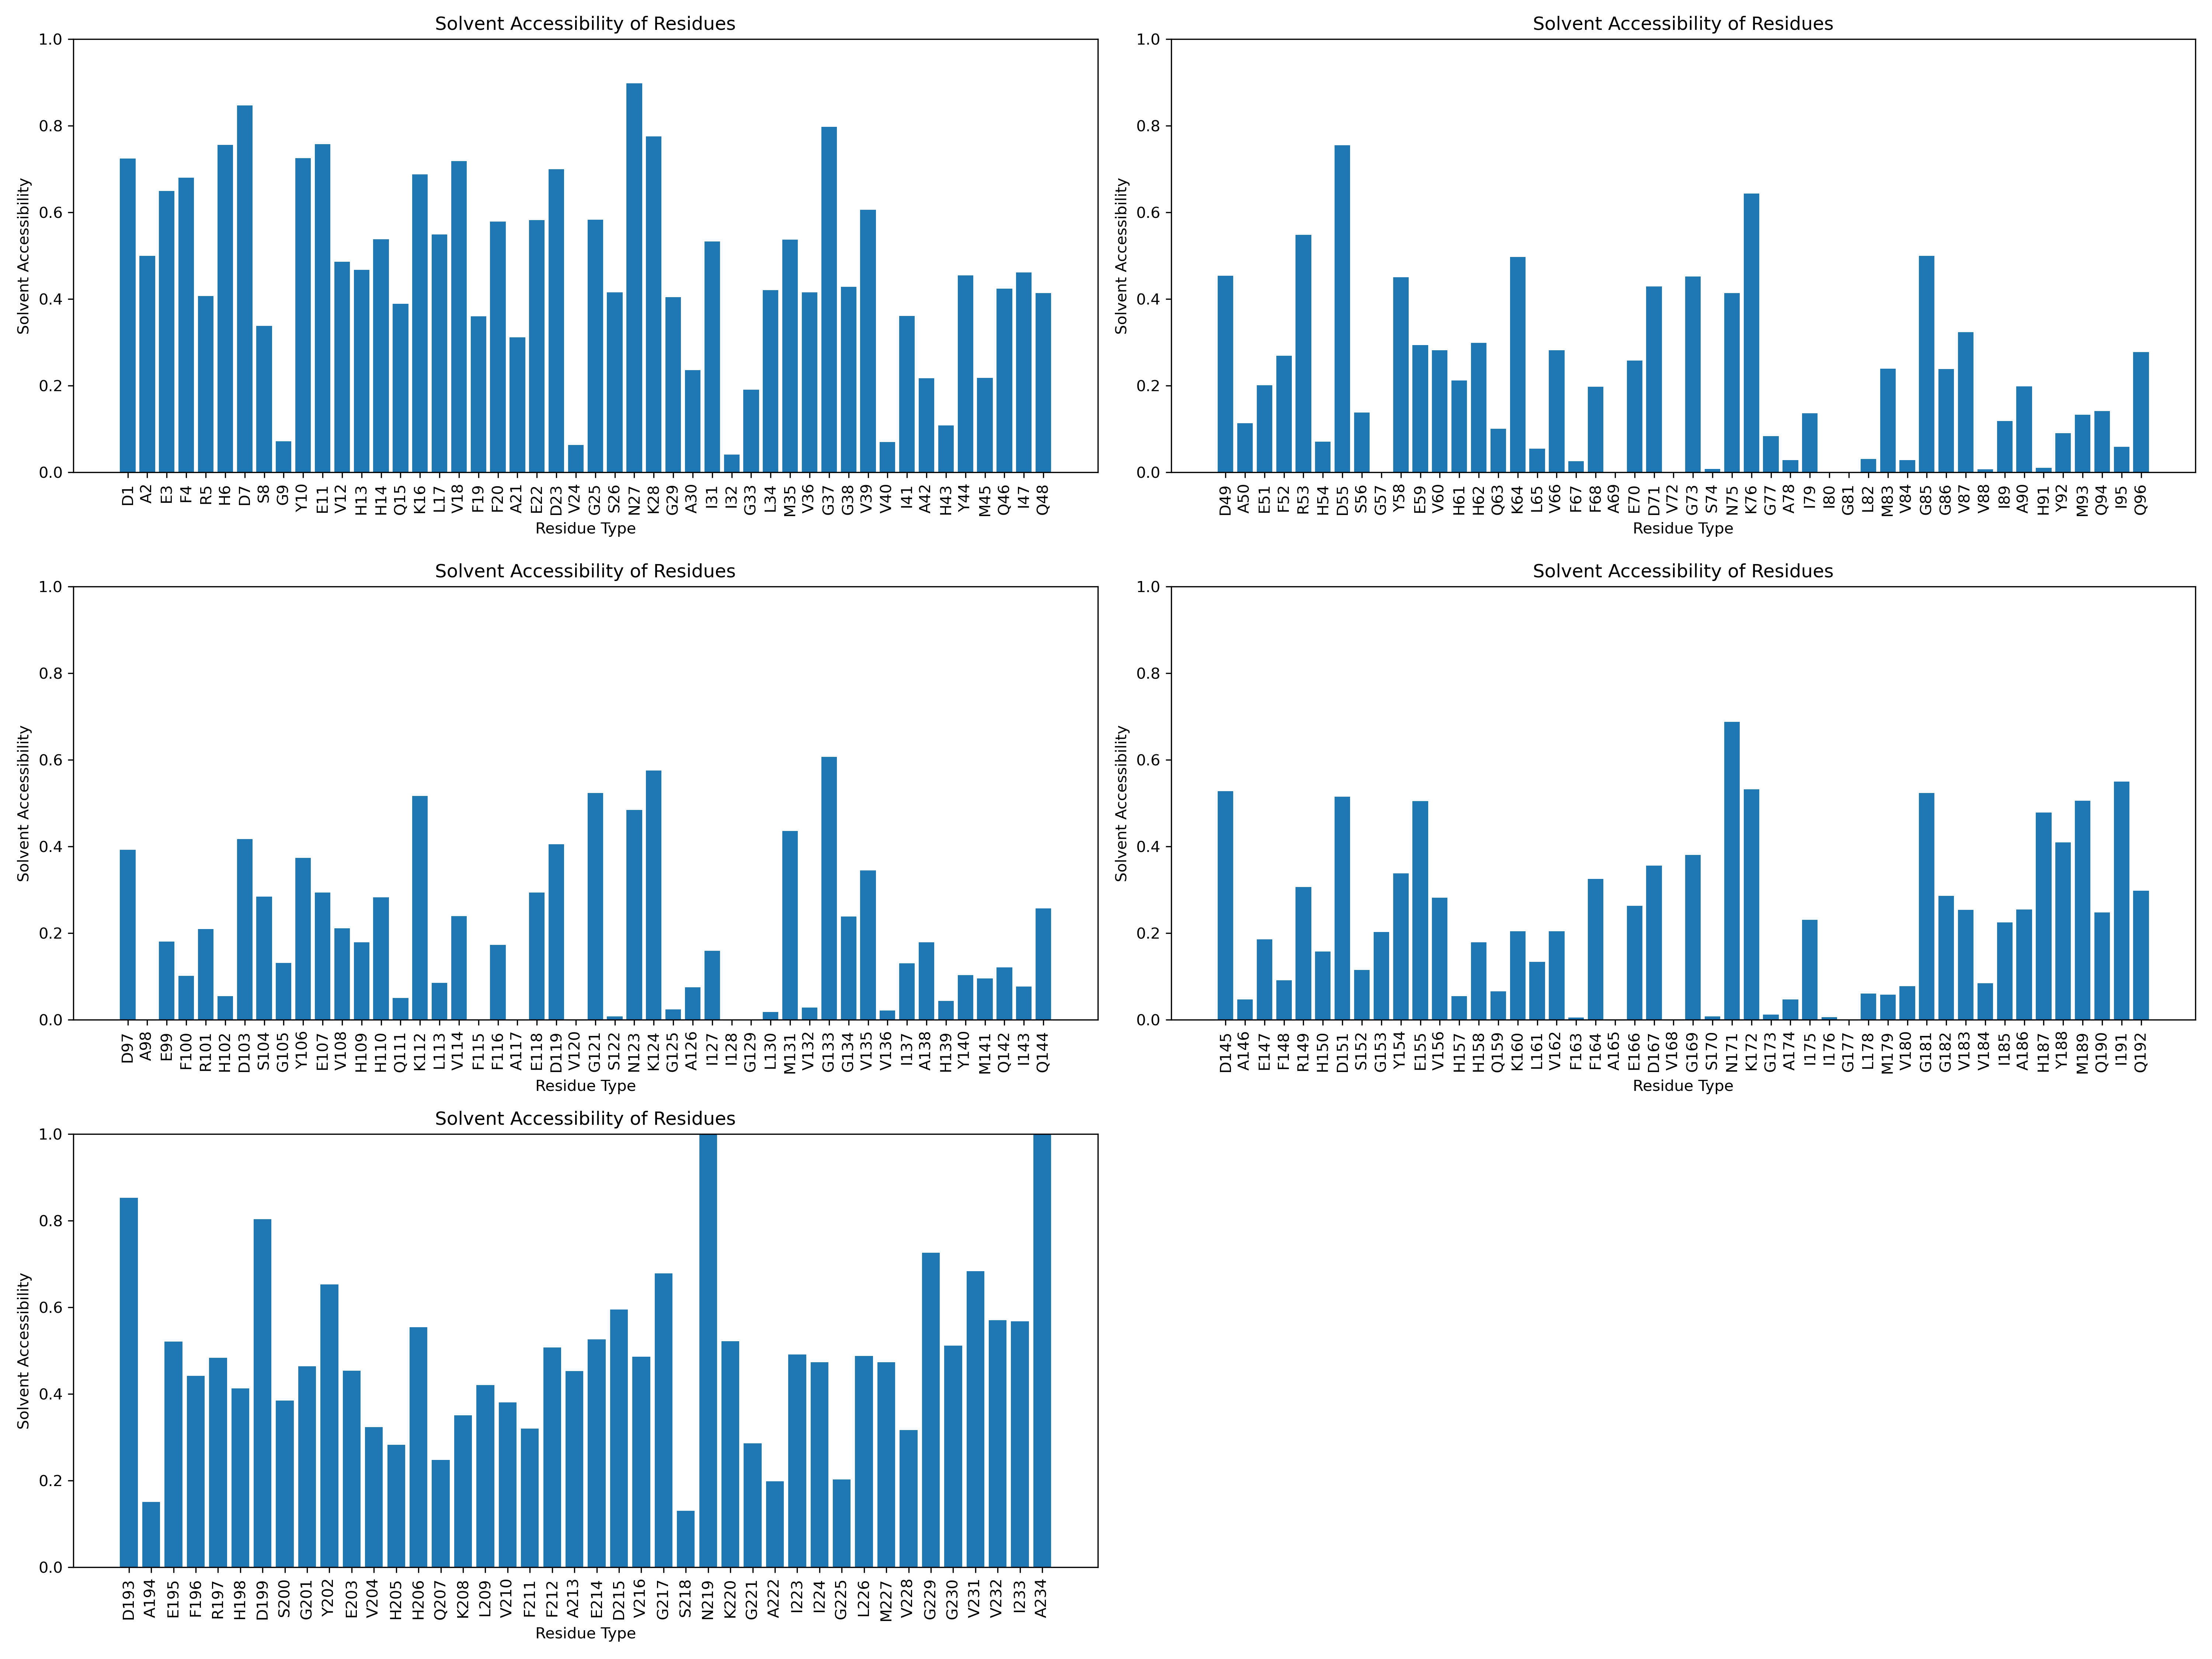 Solvent Accessibility of Residues
Solvent Accessibility
1.0
0.8
0.6
0.4
0.2
0.0
D1 A2 E3 F4 R5 H6 D7 S8 G9 Y10 E11 V12 H13 H14 Q15 K16 L17 V18 F19 F20 A21 E22 D23 V24 G25 S26 N27 K28 G29 A30 I31 I32 G33 L34 M35 V36 G37 G38 V39 V40 I41 A42 H43 Y44 M45 Q46 I47 Q48
Residue Type
Solvent Accessibility of Residues
Solvent Accessibility
1.0
0.8
0.6
0.4
0.2
0.0
D49 A50 E51 F52 R53 H54 D55 S56 G57 Y58 E59 V60 H61 H62 Q63 K64 L65 V66 F67 F68 A69 E70 D71 V72 G73 S74 N75 K76 G77 A78 I79 I80 G81 L82 M83 V84 G85 G86 V87 V88 I89 A90 H91 Y92 M93 Q94 I95 Q96
Residue Type
Solvent Accessibility of Residues
Solvent Accessibility
1.0
0.8
0.6
0.4
0.2
0.0
D97 A98 E99 F100 R101 H102 D103 S104 G105 Y106 E107 V108 H109 H110 Q111 K112 L113 V114 F115 F116 A117 E118 D119 V120 G121 S122 N123 K124 G125 A126 I127 I128 G129 L130 M131 V132 G133 G134 V135 V136 I137 A138 H139 Y140 M141 Q142 I143 Q144
Residue Type
Solvent Accessibility of Residues
Solvent Accessibility
1.0
0.8
0.6
0.4
0.2
0.0
D145 A146 E147 F148 R149 H150 D151 S152 G153 Y154 E155 V156 H157 H158 Q159 K160 L161 V162 F163 F164 A165 E166 D167 V168 G169 S170 N171 K172 G173 A174 I175 I176 G177 L178 M179 V180 G181 G182 V183 V184 I185 A186 H187 Y188 M189 Q190 I191 Q192
Residue Type
Solvent Accessibility of Residues
Solvent Accessibility
1.0
0.8
0.6
0.4
0.2
0.0
D193 A194 E195 F196 R197 H198 D199 S200 G201 Y202 E203 V204 H205 H206 Q207 K208 L209 V210 F211 F212 A213 E214 D215 V216 G217 S218 N219 K220 G221 A222 I223 I224 G225 L226 M227 V228 G229 G230 V231 V232 I233 A234
Residue Type